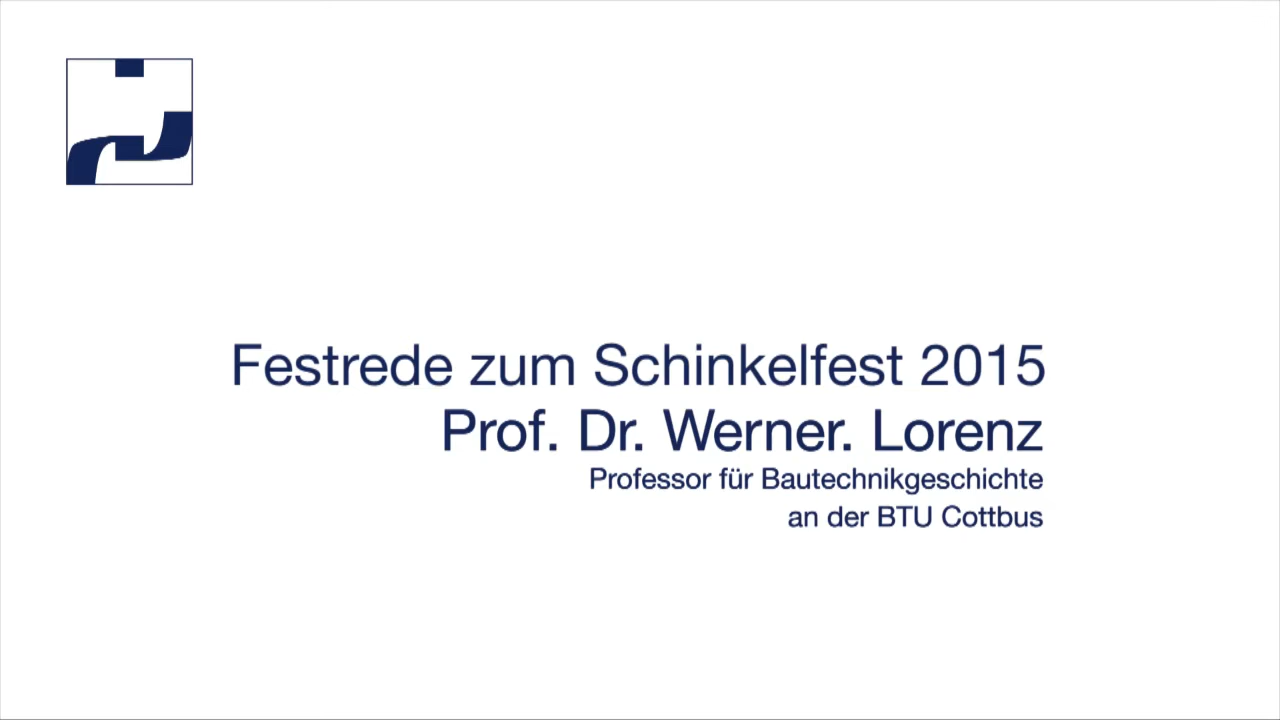 Festrede zum Schinkelfest 2015
Prof. Dr. Werner. Lorenz
Professor für Bautechnikgeschichte
an der BTU Cottbus